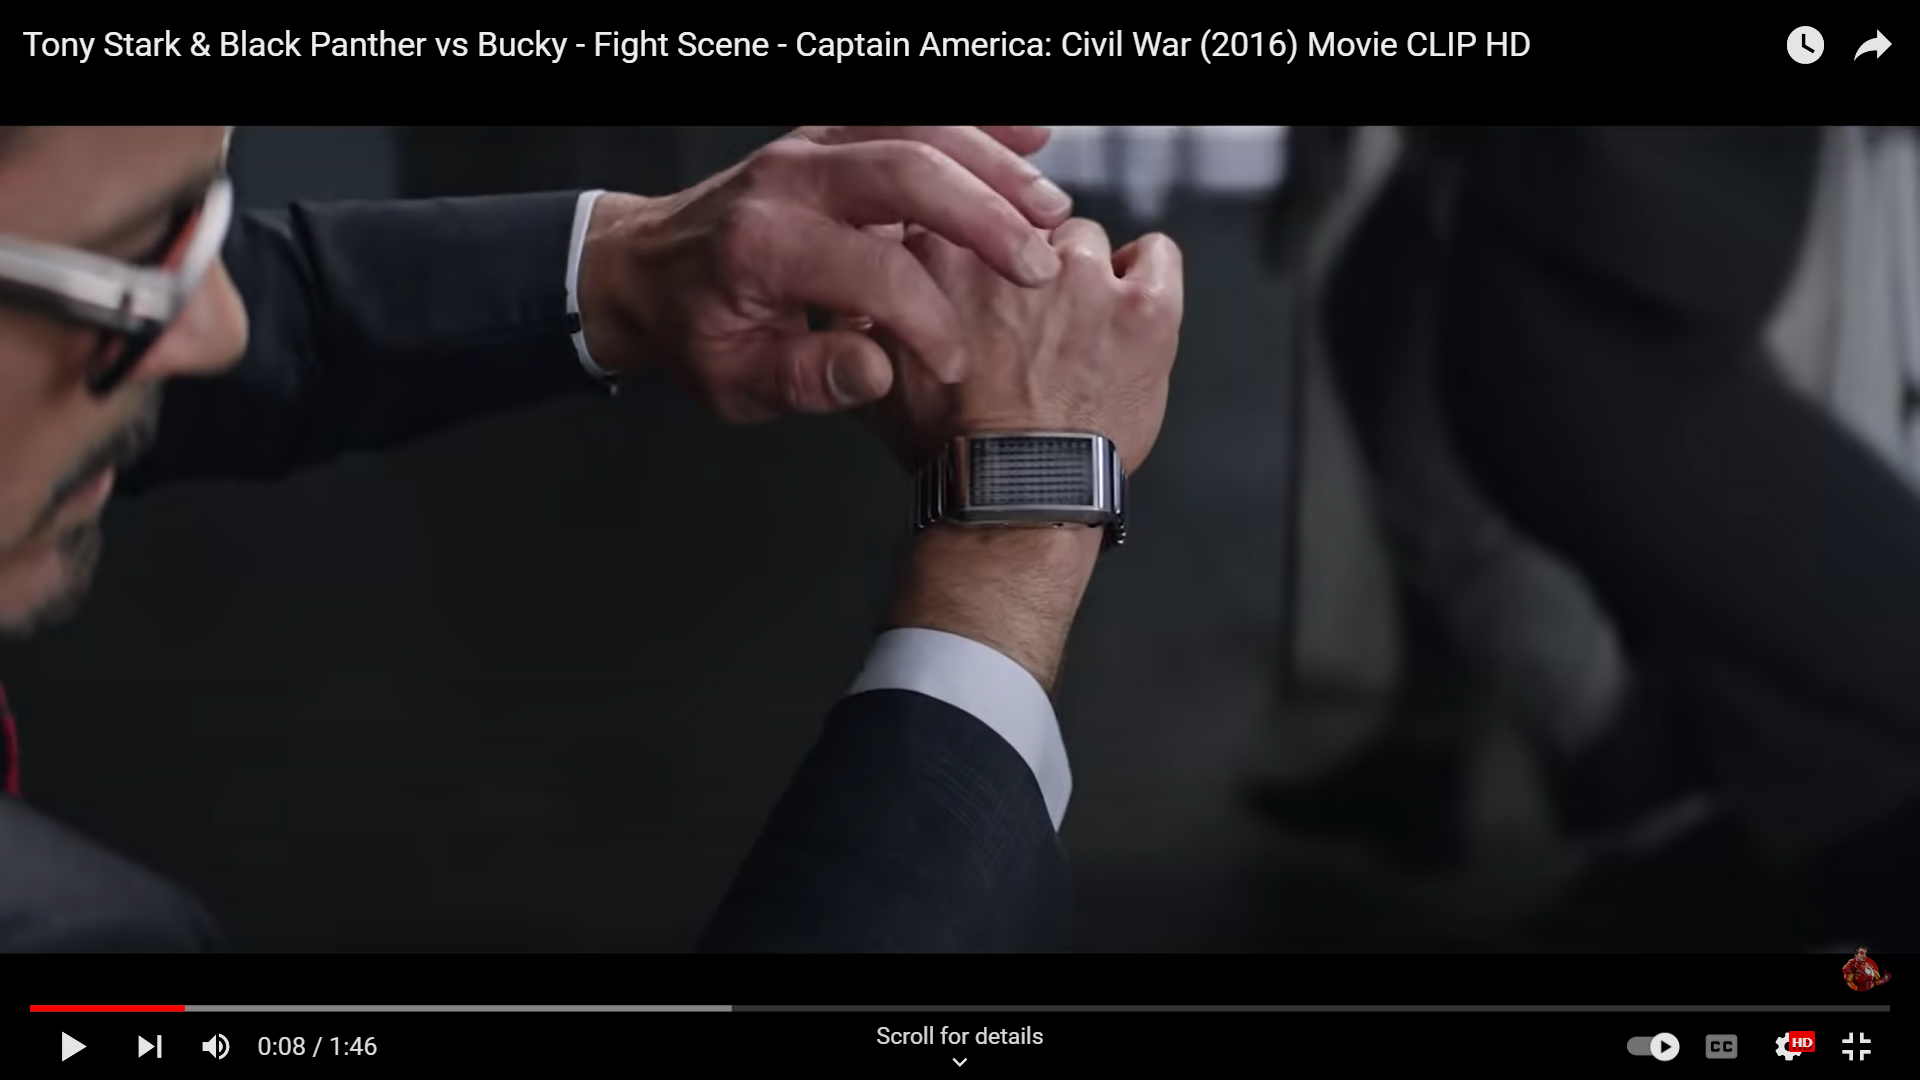 Tony Stark & Black Panther vs Bucky - Fight Scene - Captain America: Civil War (2016) Movie CLIP HD
Scroll for details
0:08 / 1:46
CC
HD